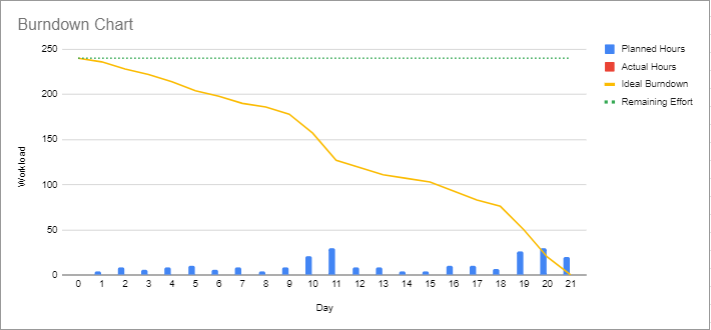 Burndown Chart
250
200
150
100
50
0
Workload
0 1 2 3 4 5 6 7 8 9 10 11 12 13 14 15 16 17 18 19 20 21
Day
Planned Hours
Actual Hours
Ideal Burndown
Remaining Effort